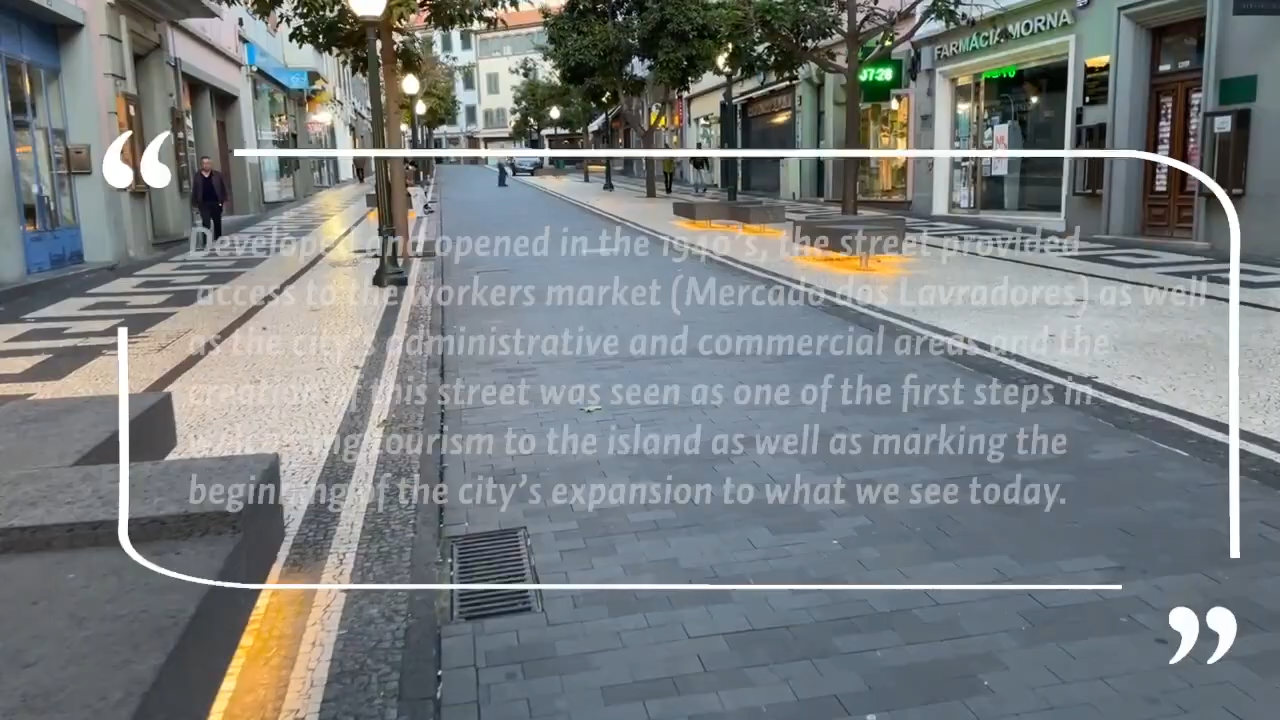 FARMÁCIA MORNA
07:26
“
Developed and opened in the 1940’s, the street provided
access to the workers market (Mercado dos Lavradores) as well
as the city’s administrative and commercial areas and the
creation of this street was seen as one of the first steps in
welcoming tourism to the island as well as marking the
beginning of the city’s expansion to what we see today.
”